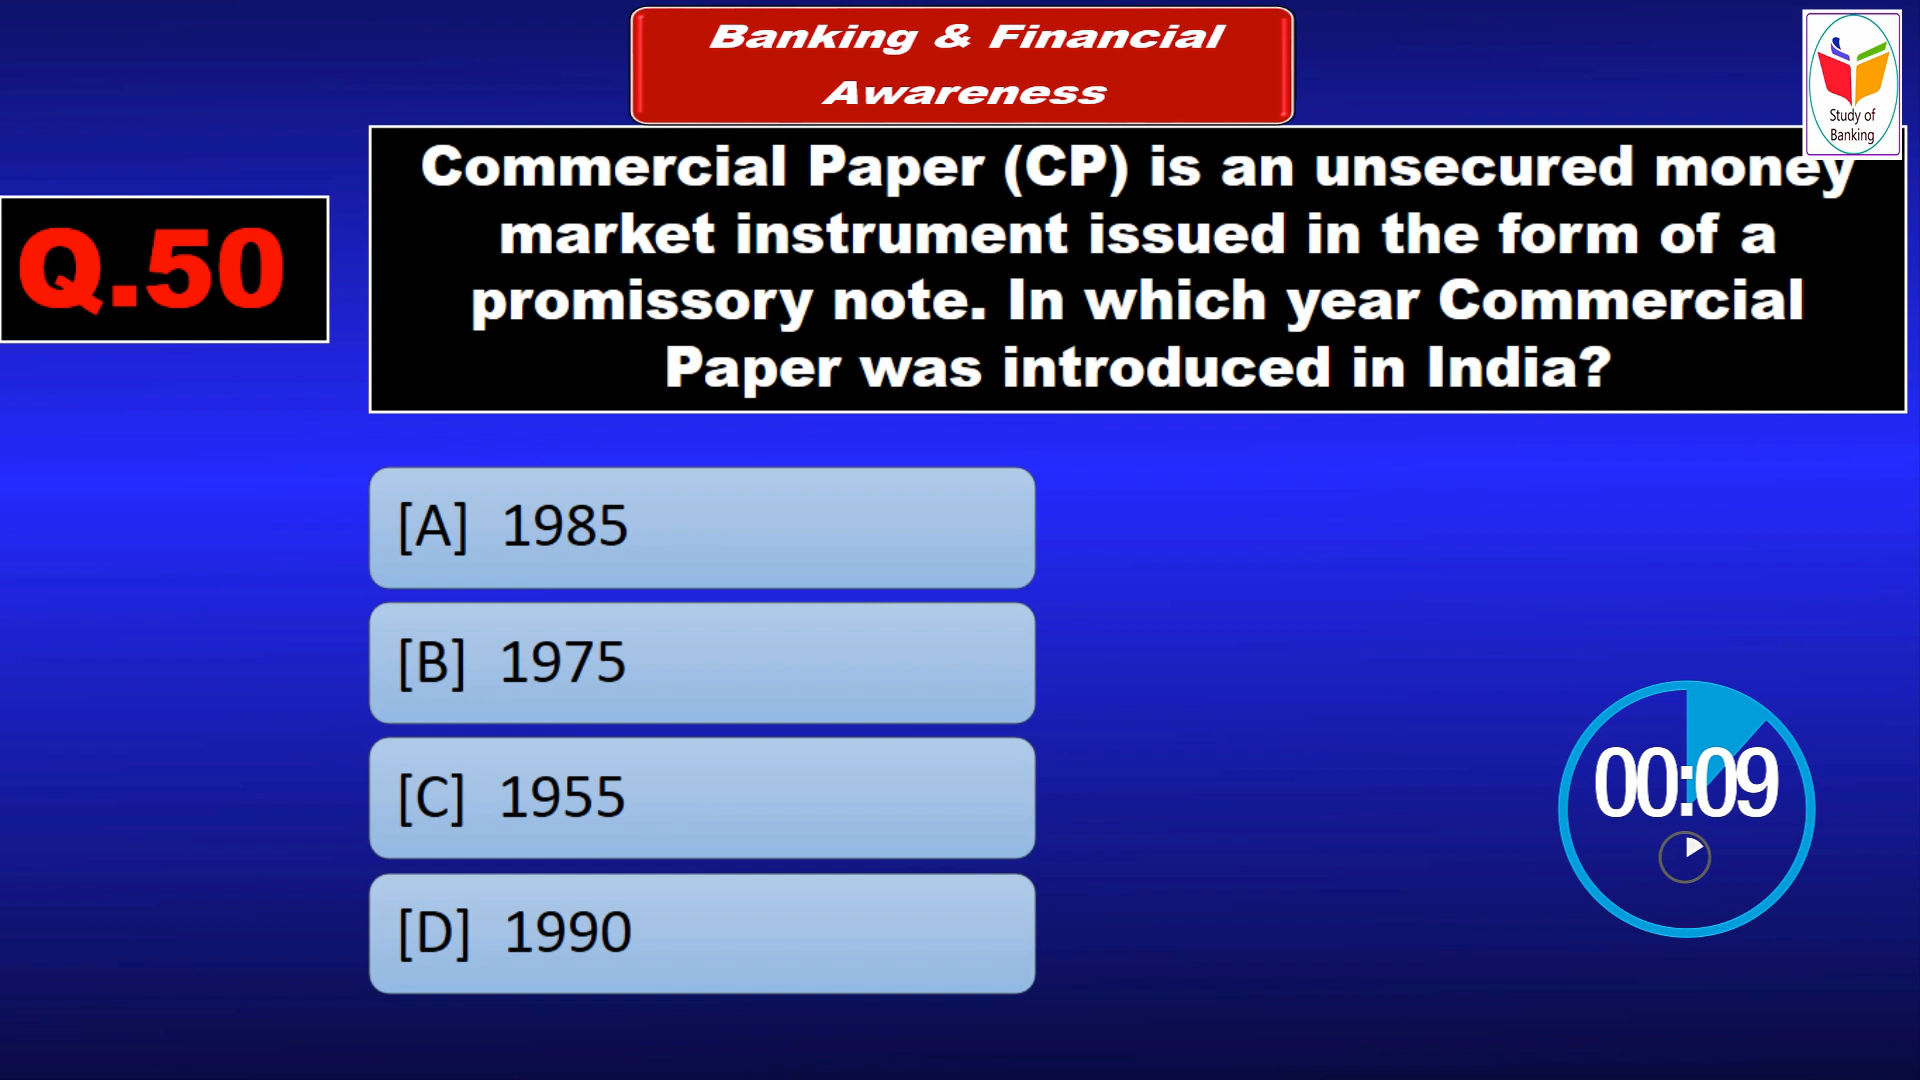 Banking & Financial
Awareness
Study of
Banking
Q.50
Commercial Paper (CP) is an unsecured money
market instrument issued in the form of a
promissory note. In which year Commercial
Paper was introduced in India?
[A] 1985
[B] 1975
[C] 1955
[D] 1990
00:09